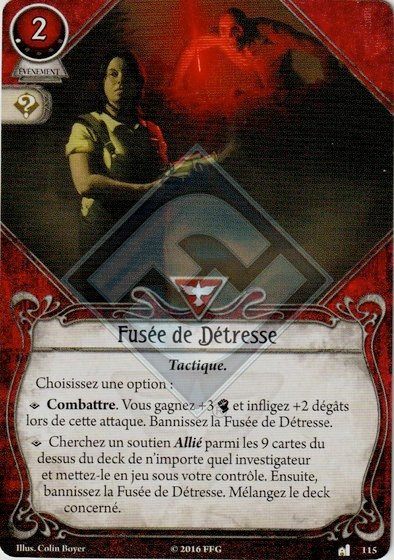 2
ÉVÉNEMENT
?
Fusée de Détresse
Tactique.
Choisissez une option :
Combattre. Vous gagnez +3 et infligez +2 dégâts
lors de cette attaque. Bannissez la Fusée de Détresse.
Cherchez un soutien Allié parmi les 9 cartes du
dessus du deck de n'importe quel investigateur
et mettez-le en jeu sous votre contrôle. Ensuite,
bannissez la Fusée de Détresse. Mélangez le deck
concerné.
Illus. Colin Boyer © 2016 FFG 115